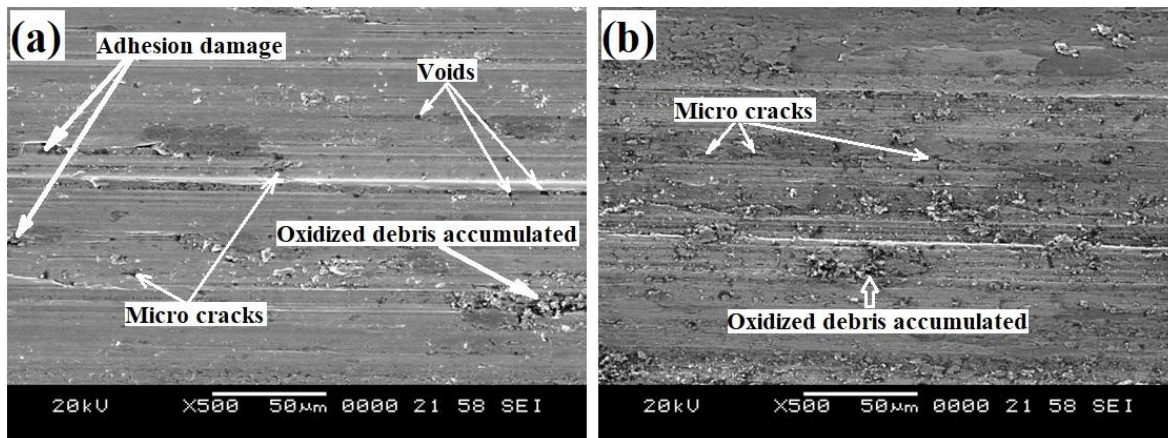 (a)
Adhesion damage
Voids
Oxidized debris accumulated
Micro cracks
20kV X500 50μm 0000 21 58 SEI
(b)
Micro cracks
Oxidized debris accumulated
20kV X500 50μm 0000 21 58 SEI